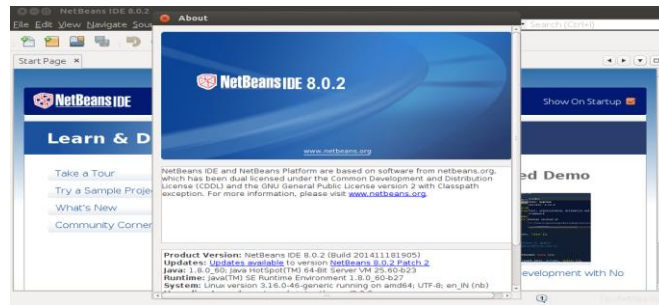 NetBeans IDE 8.0.2
File Edit View Navigate
Search (Ctrl+I)
About
Start Page
NetBeans IDE
Show On Startup
NetBeans IDE 8.0.2
www.netbeans.org
Learn & D
ed Demo
Take a Tour
Try a Sample Proje
What's New
Community Corner
NetBeans IDE and NetBeans Platform are based on software from netbeans.org,
which has been dual licensed under the Common Development and Distribution
License (CDDL) and the GNU General Public License version 2 with Classpath
exception. For more information, please visit www.netbeans.org.
Product Version: NetBeans IDE 8.0.2 (Build 201411181905)
Updates: Updates available to version NetBeans 8.0.2 Patch 2
Java: 1.8.0_60; Java HotSpot(TM) 64-Bit Server VM 25.60-b23
Runtime: Java(TM) SE Runtime Environment 1.8.0_60-b27
System: Linux version 3.16.0-46-generic running on amd64; UTF-8; en_IN (nb)
evelopment with No